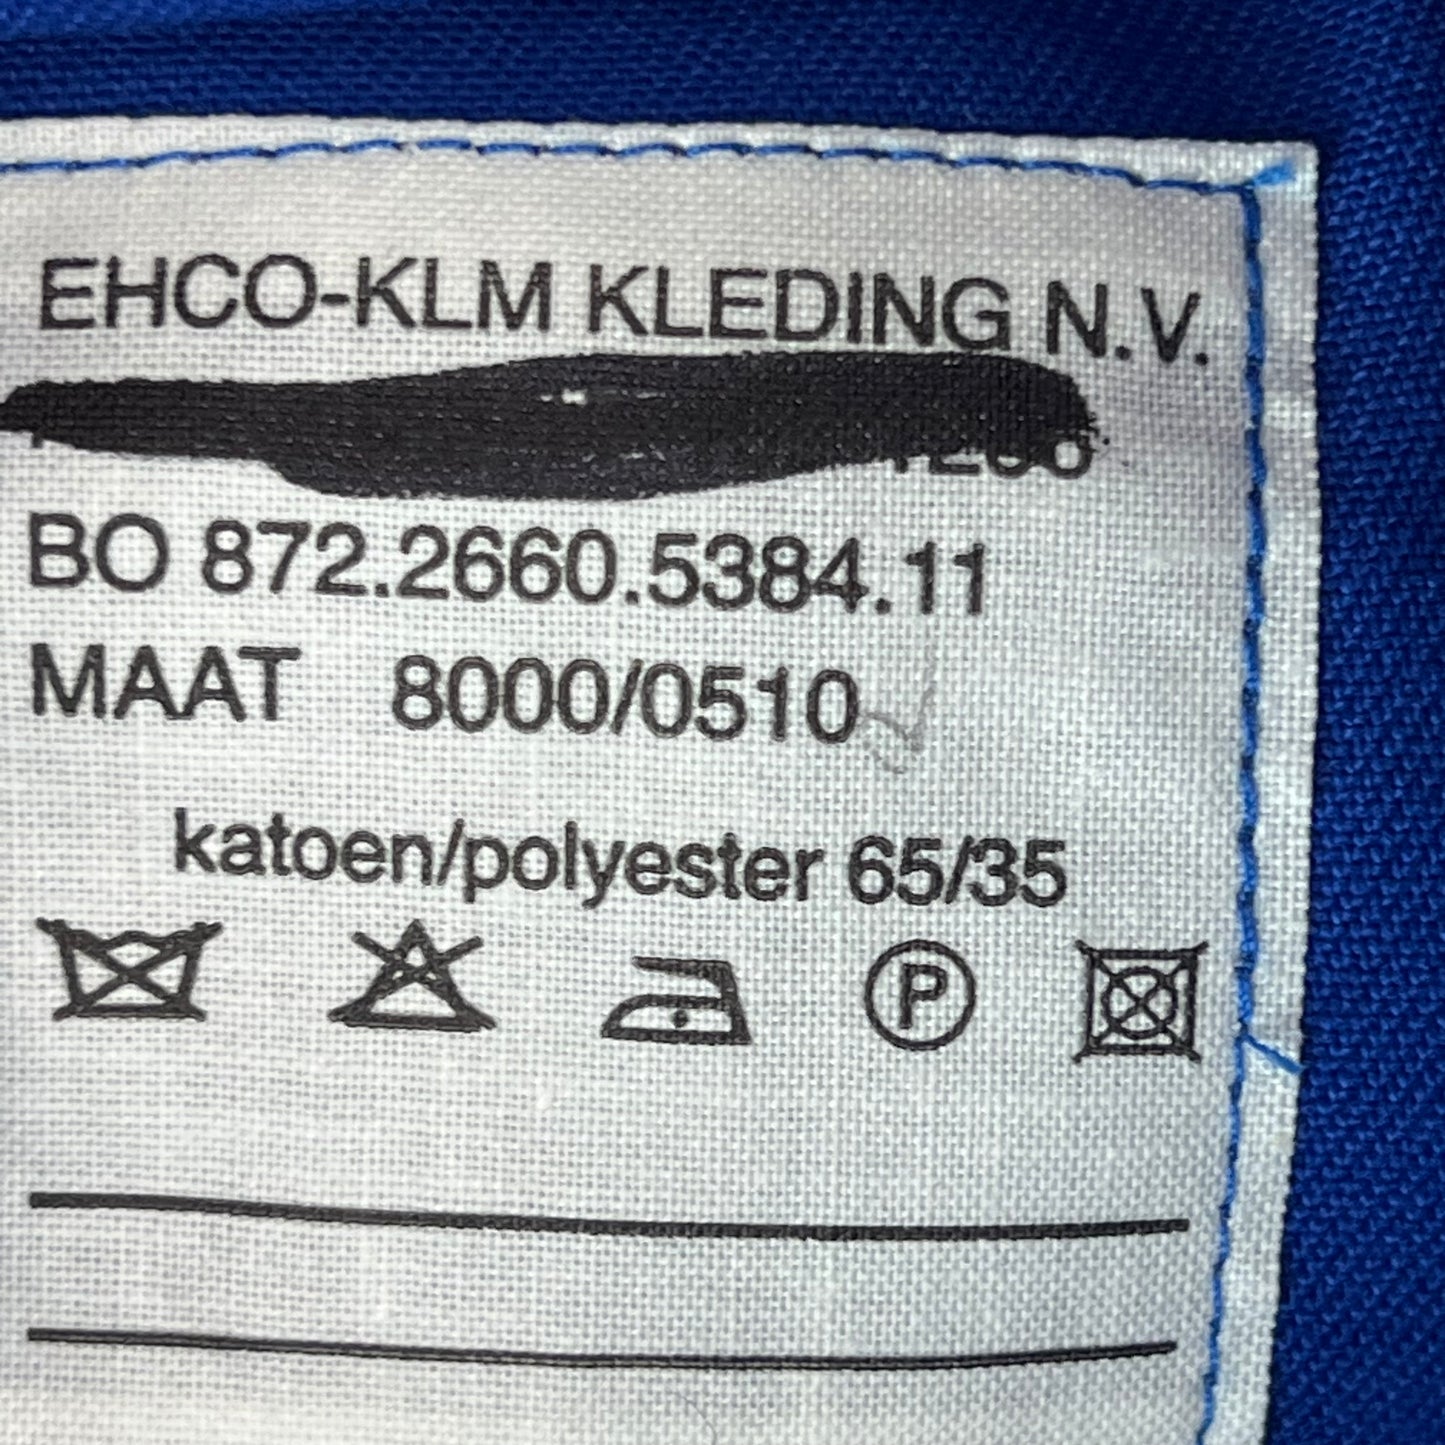 EHCO-KLM KLEDING N.V.
BO 872.2660.5384.11
MAAT 8000/0510
katoen/polyester 65/35
P